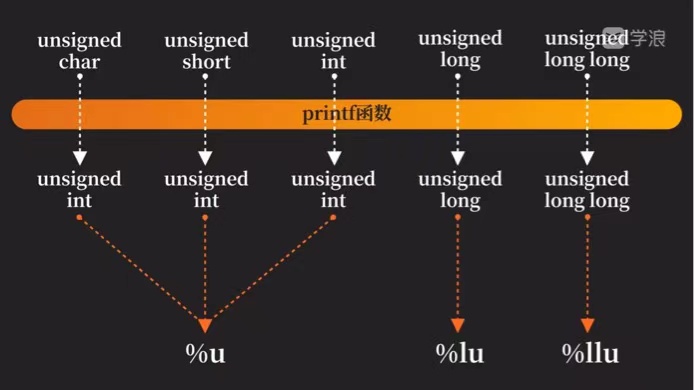 学浪
unsigned unsigned unsigned unsigned unsigned
char short int long long long
printf函数
unsigned unsigned unsigned unsigned unsigned
int int int long long long
%u %lu %llu